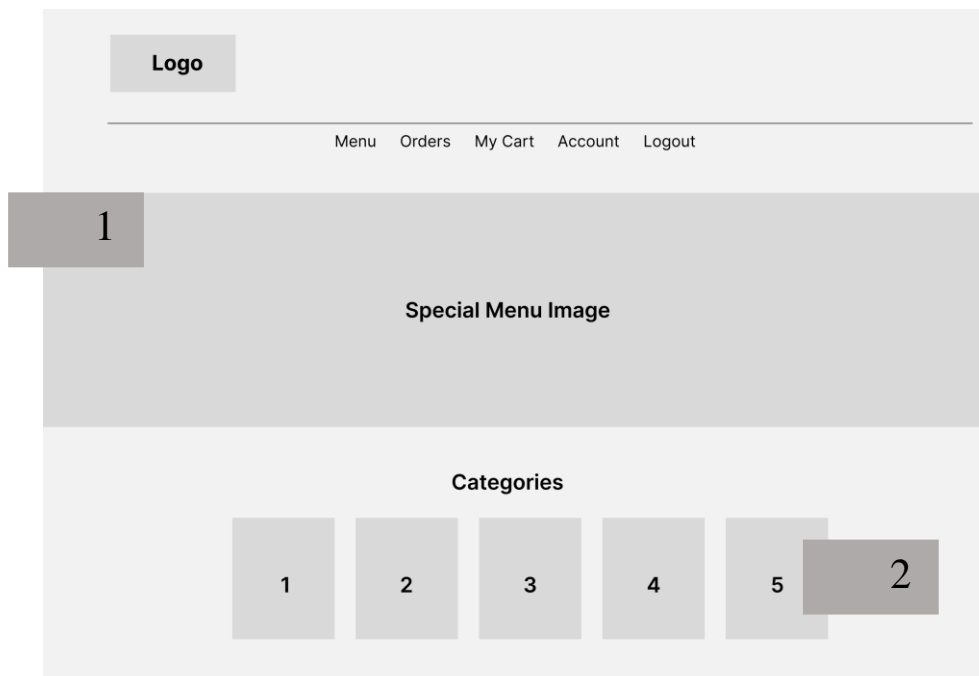 Logo
Menu Orders My Cart Account Logout
1
Special Menu Image
Categories
1 2 3 4 5
2